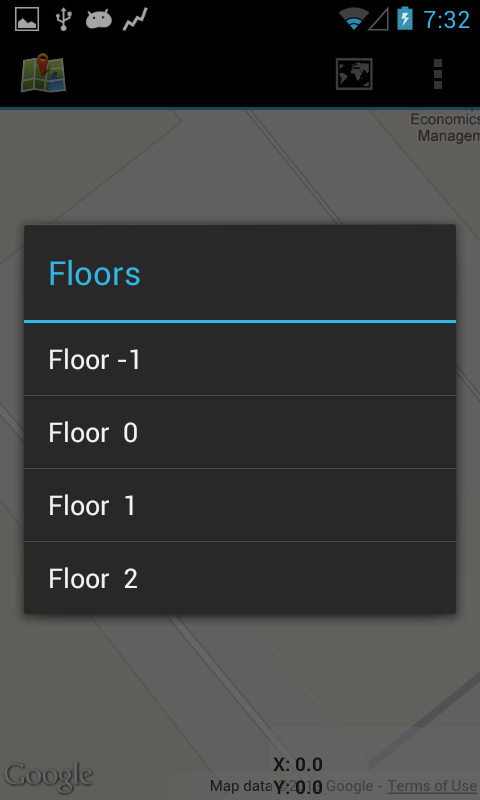 7:32
Economics
Managem
Floors
Floor -1
Floor 0
Floor 1
Floor 2
X: 0.0
Y: 0.0
Google
Map data Google - Terms of Use